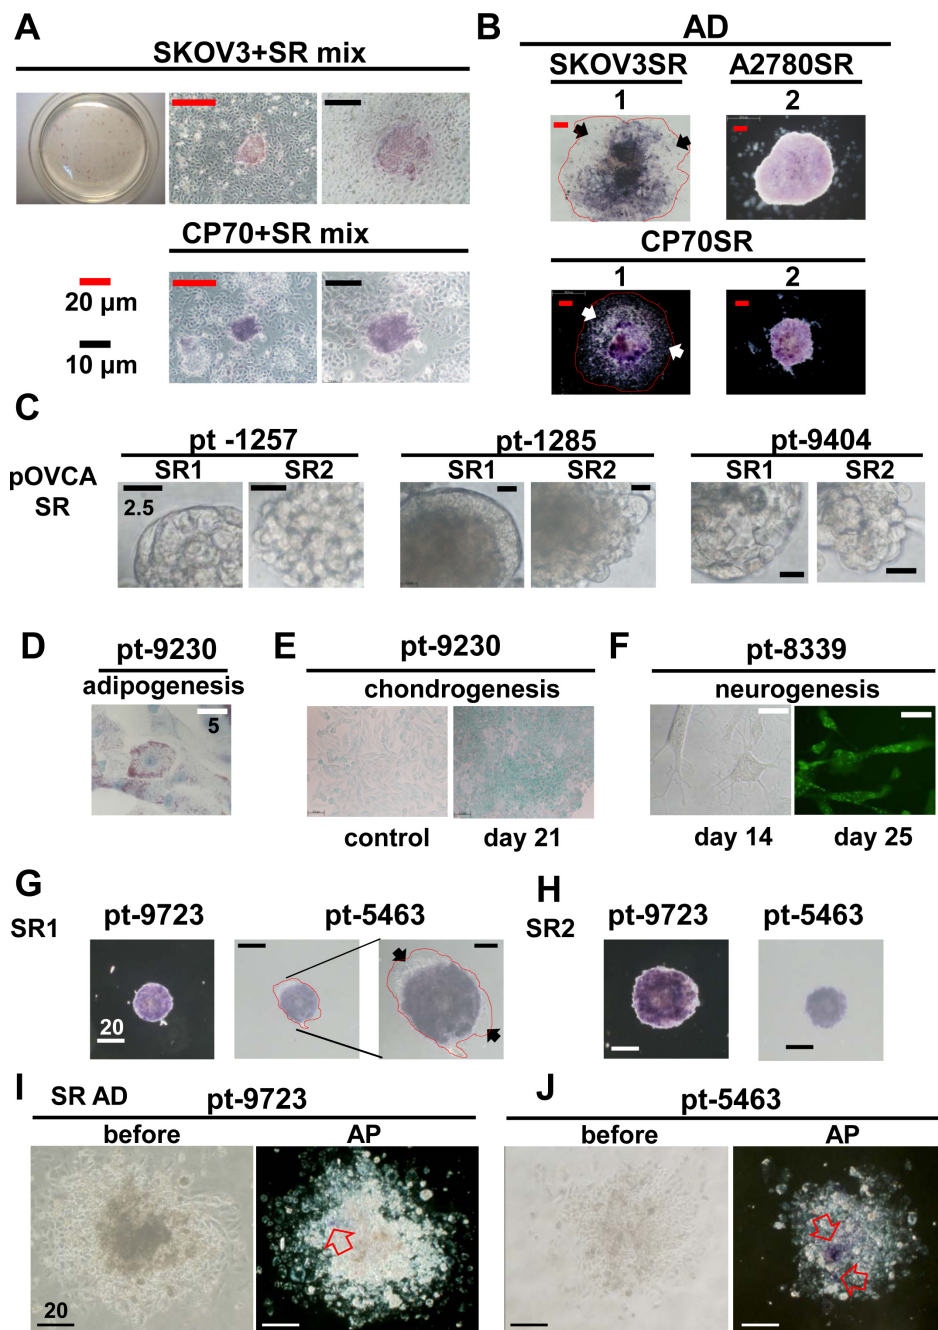 A
SKOV3+SR mix
CP70+SR mix
20 µm
10 µm
B
AD
SKOV3SR A2780SR
1 2
CP70SR
1 2
C
pt -1257 pt-1285 pt-9404
SR1 SR2 SR1 SR2 SR1 SR2
pOVCA
SR
2.5
D
pt-9230
adipogenesis
5
E
pt-9230
chondrogenesis
control day 21
F
pt-8339
neurogenesis
day 14 day 25
G
SR1
pt-9723 pt-5463
20
H
SR2
pt-9723 pt-5463
I
SR AD
pt-9723
before AP
20
J
pt-5463
before AP